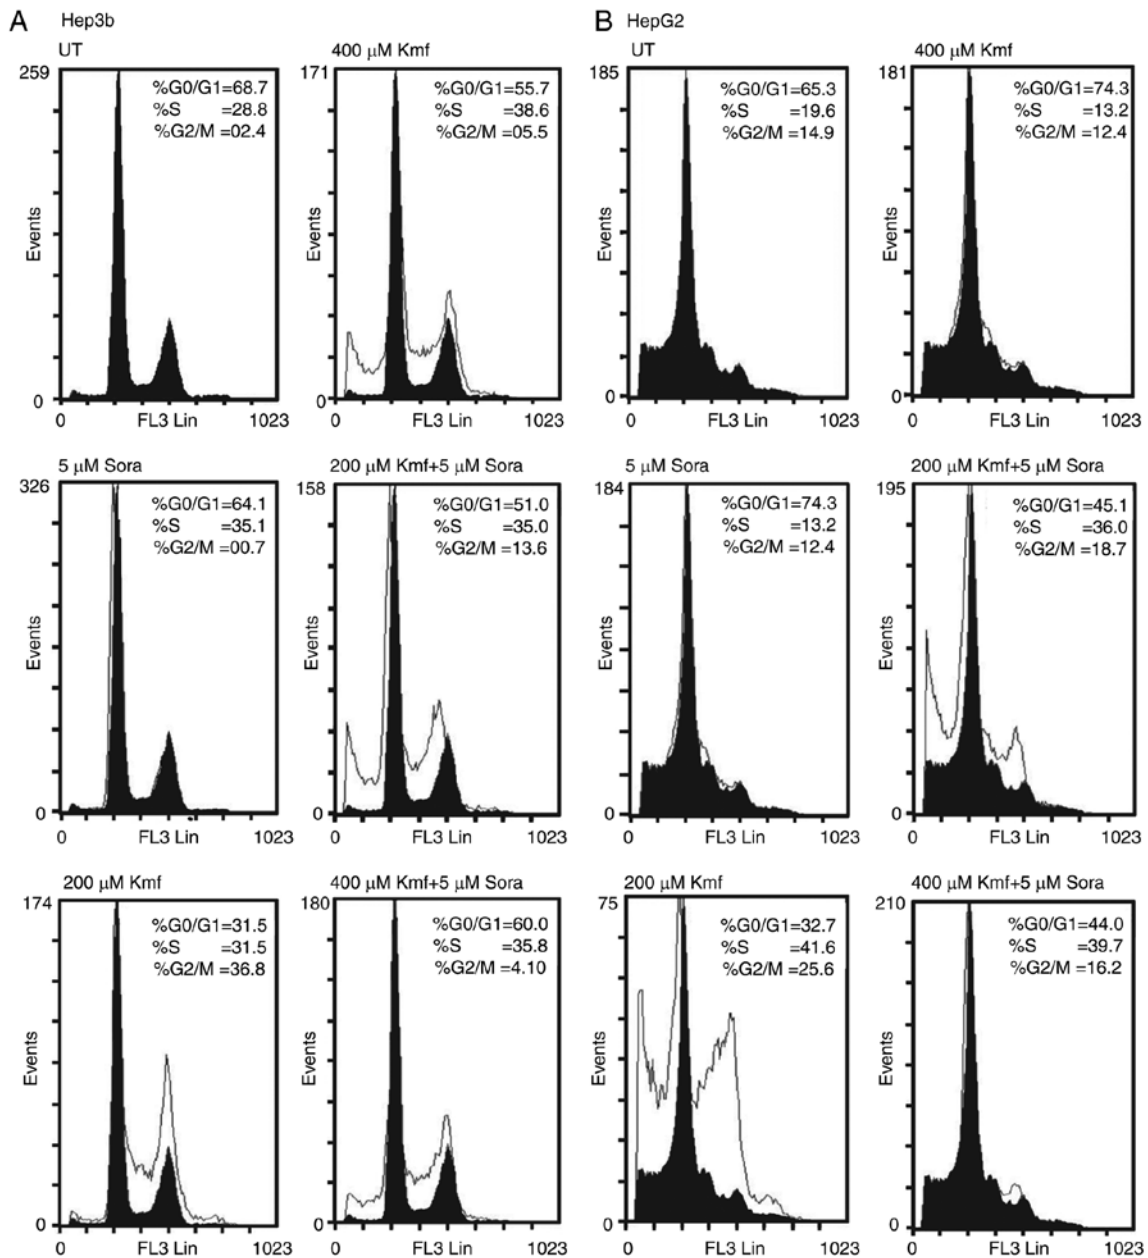 A Hep3b
UT
259
%G0/G1=68.7
%S =28.8
%G2/M =02.4
Events
0
0 FL3 Lin 1023
400 µM Kmf
171
%G0/G1=55.7
%S =38.6
%G2/M =05.5
Events
0
0 FL3 Lin 1023
5 µM Sora
326
%G0/G1=64.1
%S =35.1
%G2/M =00.7
Events
0
0 FL3 Lin 1023
200 µM Kmf+5 µM Sora
158
%G0/G1=51.0
%S =35.0
%G2/M =13.6
Events
0
0 FL3 Lin 1023
200 µM Kmf
174
%G0/G1=31.5
%S =31.5
%G2/M =36.8
Events
0
0 FL3 Lin 1023
400 µM Kmf+5 µM Sora
180
%G0/G1=60.0
%S =35.8
%G2/M =4.10
Events
0
0 FL3 Lin 1023
B HepG2
UT
185
%G0/G1=65.3
%S =19.6
%G2/M =14.9
Events
0
0 FL3 Lin 1023
400 µM Kmf
181
%G0/G1=74.3
%S =13.2
%G2/M =12.4
Events
0
0 FL3 Lin 1023
5 µM Sora
184
%G0/G1=74.3
%S =13.2
%G2/M =12.4
Events
0
0 FL3 Lin 1023
200 µM Kmf+5 µM Sora
195
%G0/G1=45.1
%S =36.0
%G2/M =18.7
Events
0
0 FL3 Lin 1023
200 µM Kmf
75
%G0/G1=32.7
%S =41.6
%G2/M =25.6
Events
0
0 FL3 Lin 1023
400 µM Kmf+5 µM Sora
210
%G0/G1=44.0
%S =39.7
%G2/M =16.2
Events
0
0 FL3 Lin 1023